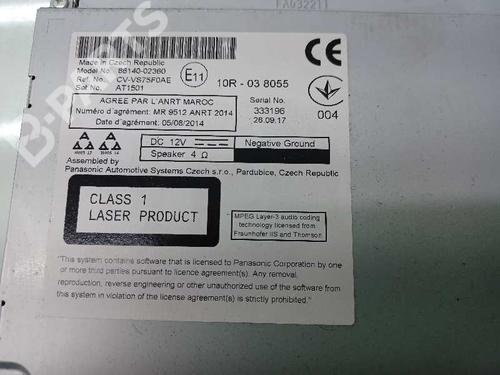 Made in Czech Republic
Model No. 86140-02360
Ref. No. CV-VS75F0AE
Set No. AT1501
E11
10R - 03 8055
CE
AGREE PAR L'ANRT MAROC
Numéro d'agrément: MR 9512 ANRT 2014
Date d'agrément: 05/08/2014
Serial No.
333196
26.09.17
004
DC 12V
Negative Ground
Speaker 4 Ω
Assembled by
Panasonic Automotive Systems Czech s.r.o., Pardubice, Czech Republic
CLASS 1
LASER PRODUCT
MPEG Layer-3 audio coding
technology licensed from
Fraunhofer IIS and Thomson
"This system contains software that is licensed to Panasonic Corporation by one
or more third parties pursuant to licence agreement(s). Any removal,
reproduction, reverse engineering or other unauthorized use of the software
in this system in violation of the license agreement(s) is strictly prohibited."